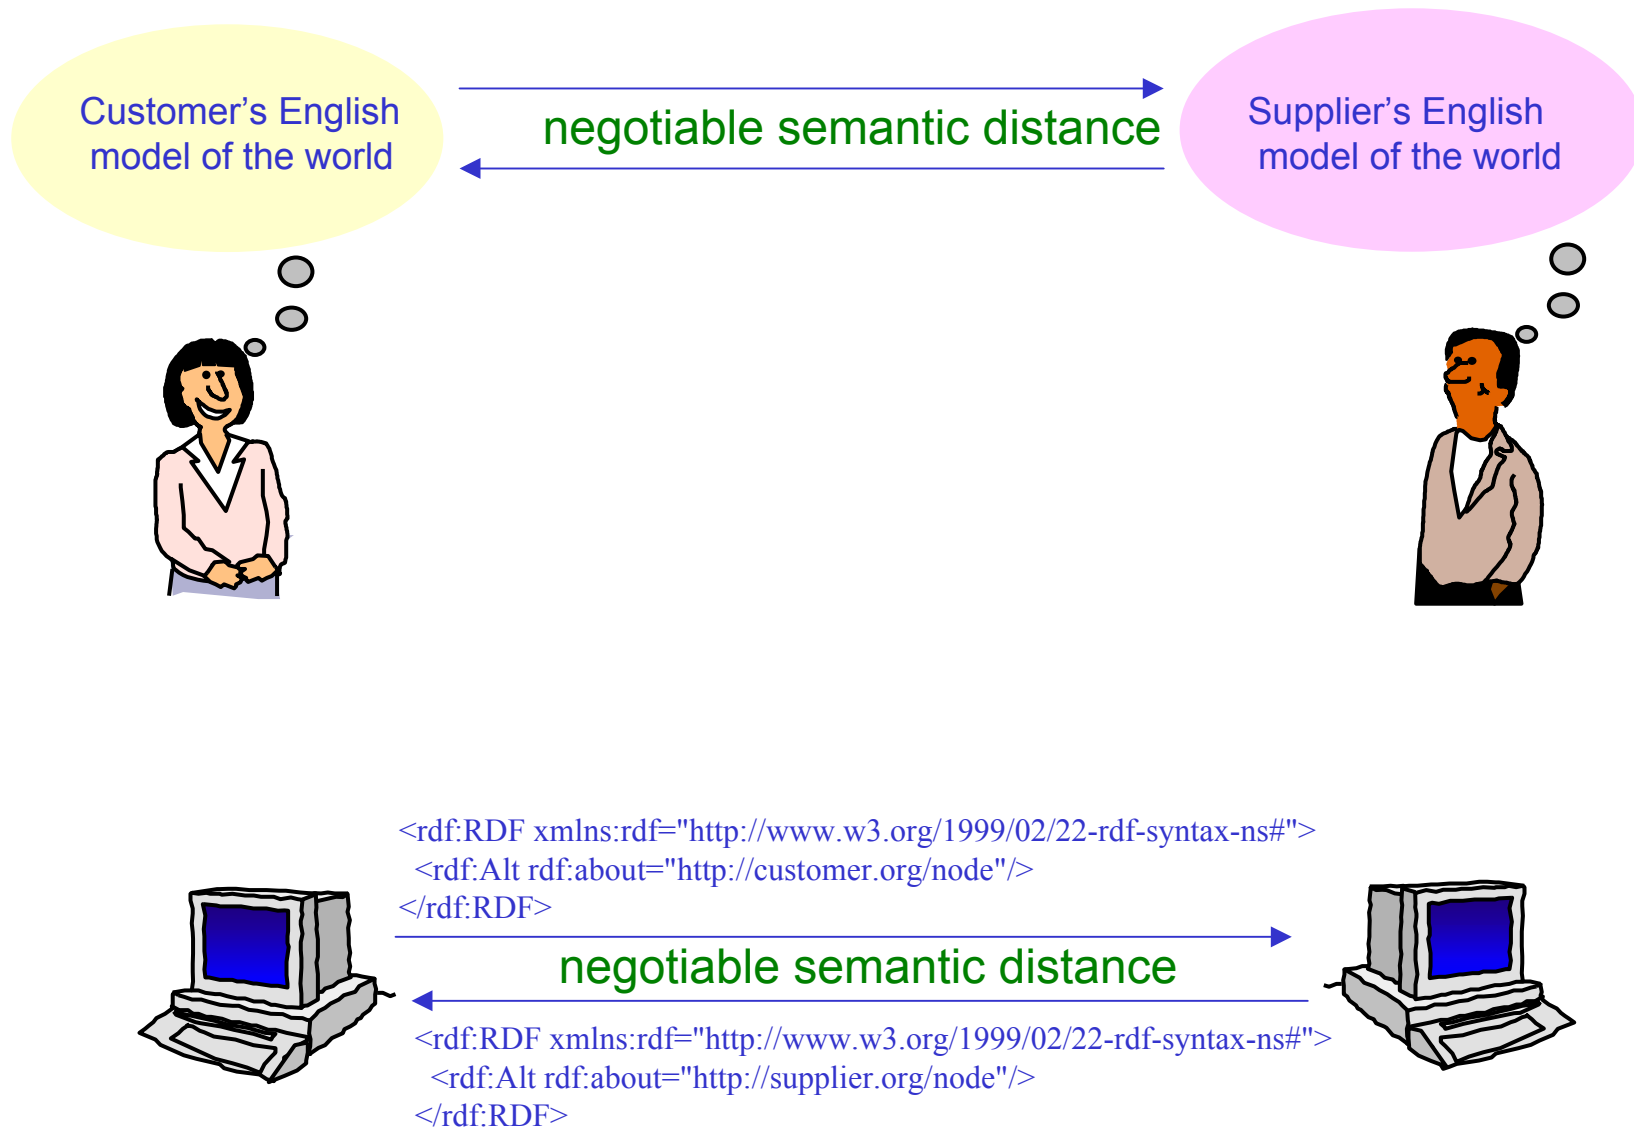 Customer’s English
model of the world
negotiable semantic distance
Supplier’s English
model of the world
<rdf:RDF xmlns:rdf="http://www.w3.org/1999/02/22-rdf-syntax-ns#">
<rdf:Alt rdf:about="http://customer.org/node"/>
</rdf:RDF>
negotiable semantic distance
<rdf:RDF xmlns:rdf="http://www.w3.org/1999/02/22-rdf-syntax-ns#">
<rdf:Alt rdf:about="http://supplier.org/node"/>
</rdf:RDF>